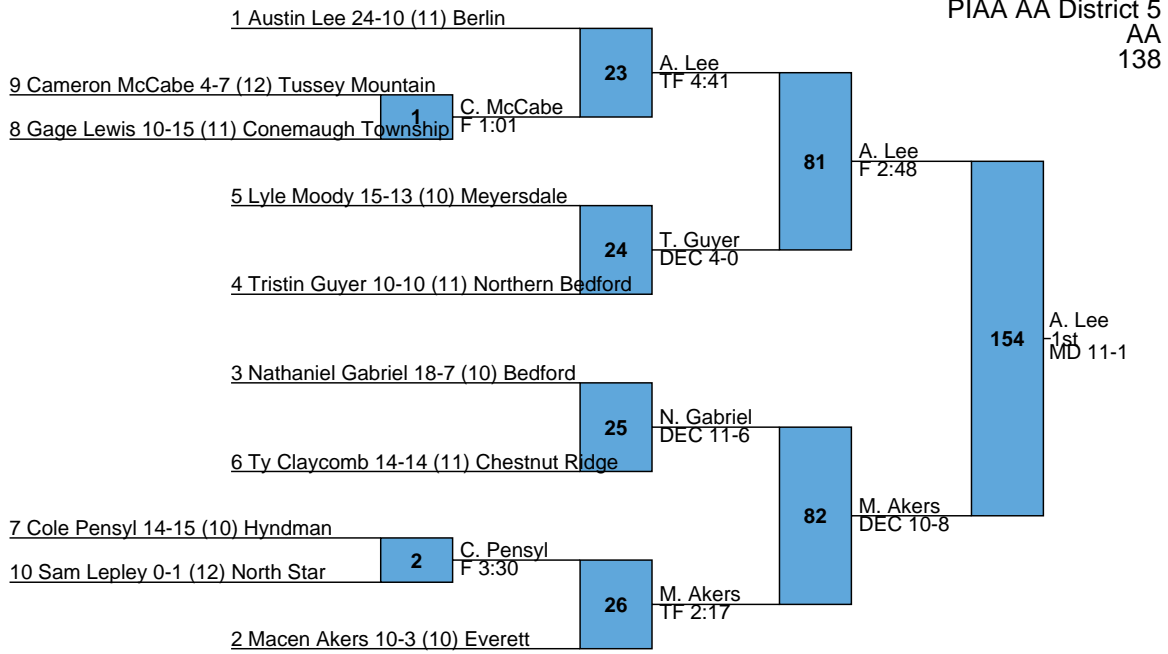 PIAA AA District 5
AA
138
1 Austin Lee 24-10 (11) Berlin
23
A. Lee
TF 4:41
9 Cameron McCabe 4-7 (12) Tussey Mountain
1
C. McCabe
F 1:01
8 Gage Lewis 10-15 (11) Conemaugh Township
81
A. Lee
F 2:48
5 Lyle Moody 15-13 (10) Meyersdale
24
T. Guyer
DEC 4-0
4 Tristin Guyer 10-10 (11) Northern Bedford
154
A. Lee
1st
MD 11-1
3 Nathaniel Gabriel 18-7 (10) Bedford
25
N. Gabriel
DEC 11-6
6 Ty Claycomb 14-14 (11) Chestnut Ridge
82
M. Akers
DEC 10-8
7 Cole Pensyl 14-15 (10) Hyndman
2
C. Pensyl
F 3:30
10 Sam Lepley 0-1 (12) North Star
26
M. Akers
TF 2:17
2 Macen Akers 10-3 (10) Everett